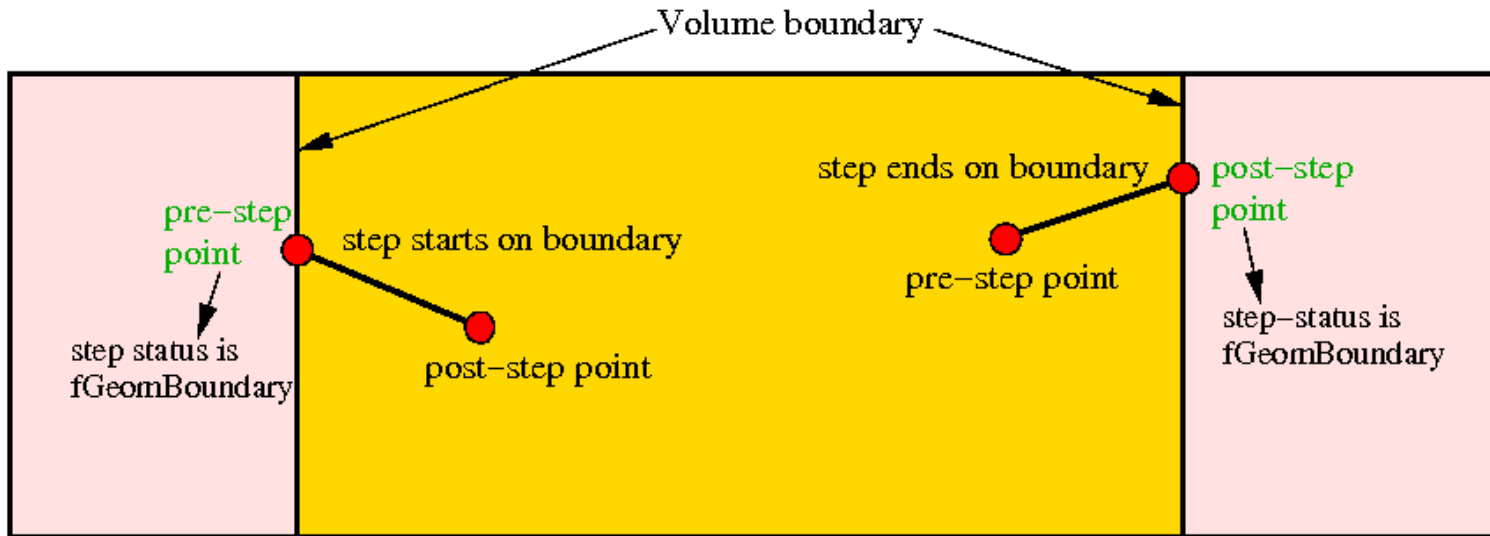 Volume boundary
step ends on boundary
post-step
point
pre-step
point
step starts on boundary
pre-step point
step status is
fGeomBoundary
post-step point
step-status is
fGeomBoundary